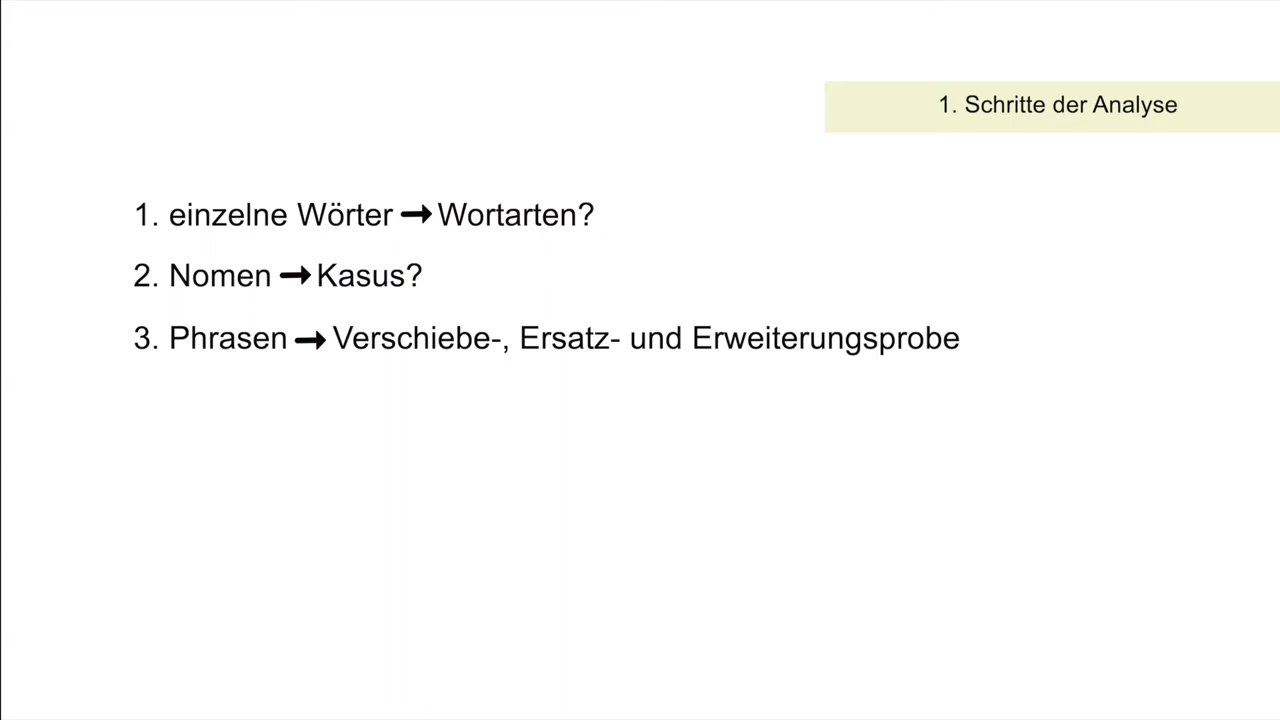 1. Schritte der Analyse
1. einzelne Wörter ➞ Wortarten?
2. Nomen ➞ Kasus?
3. Phrasen ➞ Verschiebe-, Ersatz- und Erweiterungsprobe